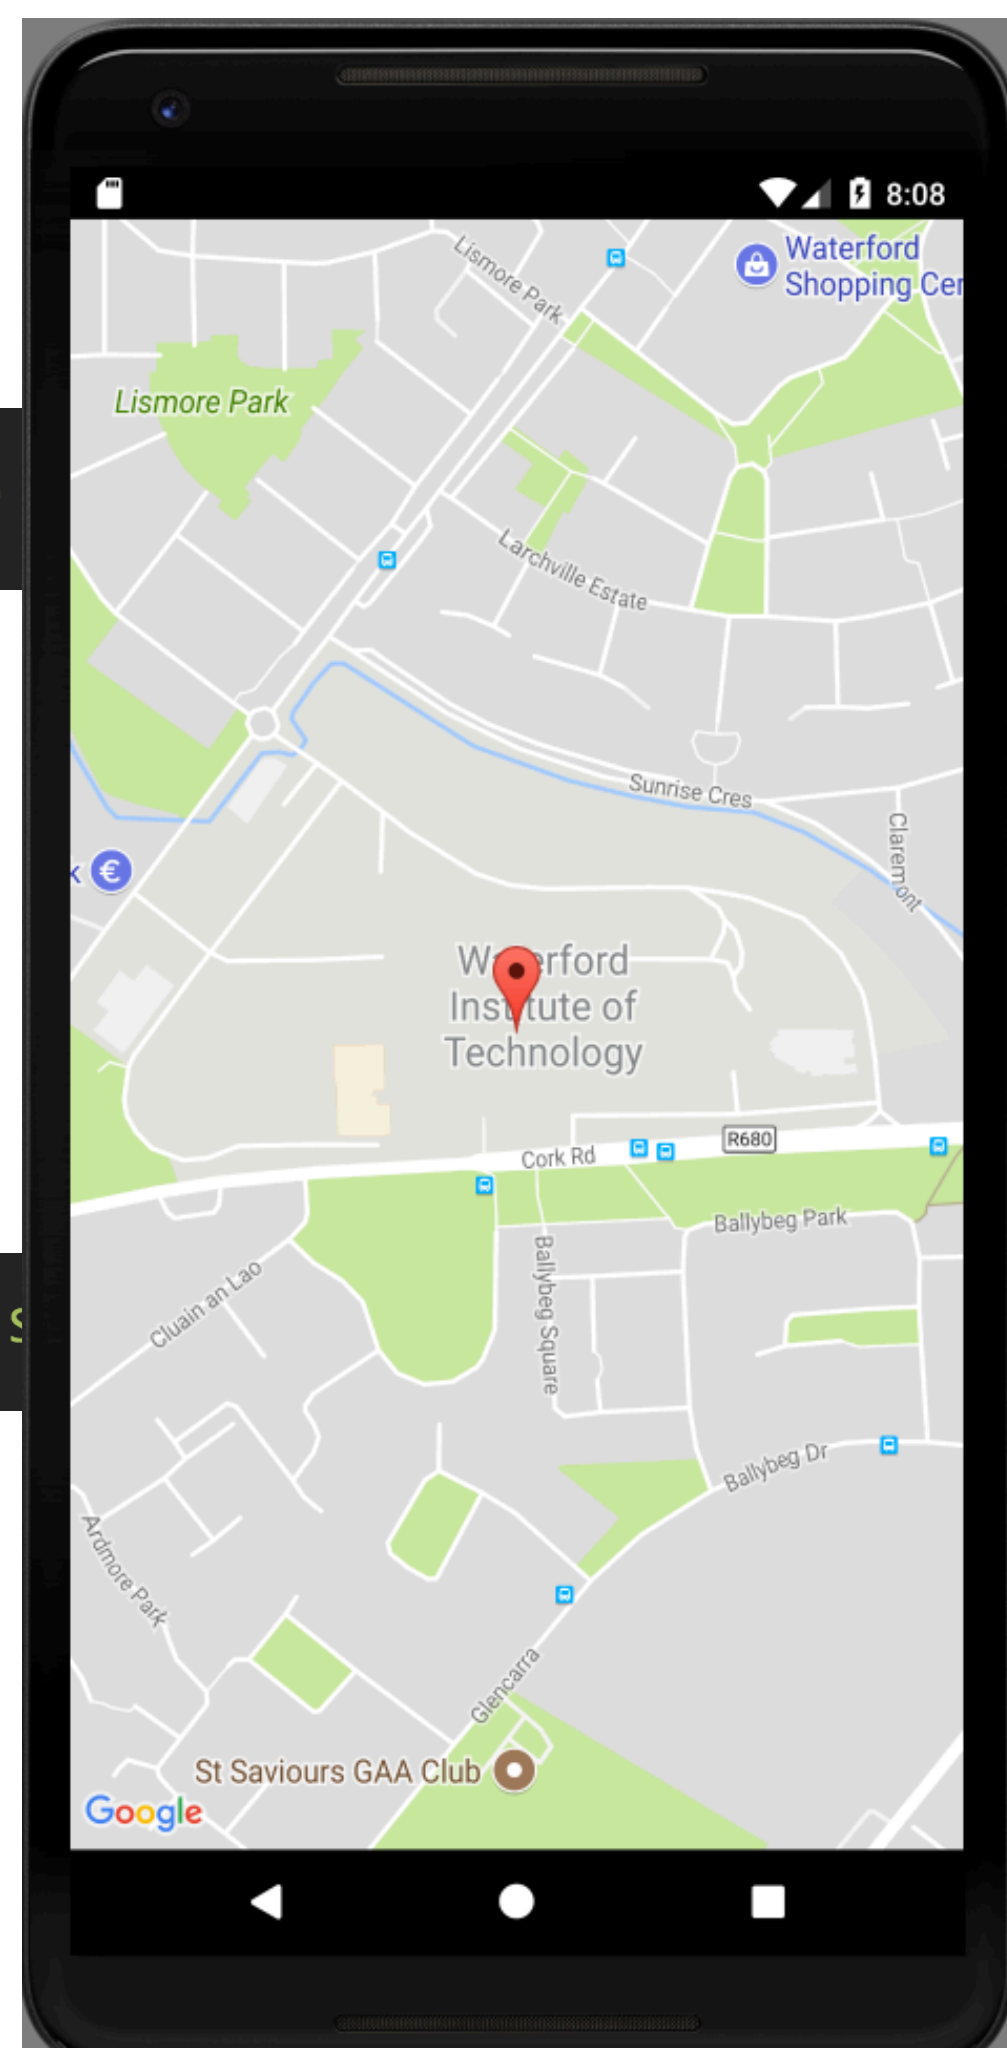 8:08
Lismore Park
Waterford
Shopping Cer
Lismore Park
Larchville Estate
Sunrise Cres
Claremont
k €
Waterford
Institute of
Technology
R680
Cork Rd
Ballybeg Park
Ballybeg Square
Cluain an Lao
Ballybeg Dr
Ardmore Park
Glencarra
St Saviours GAA Club
Google
S